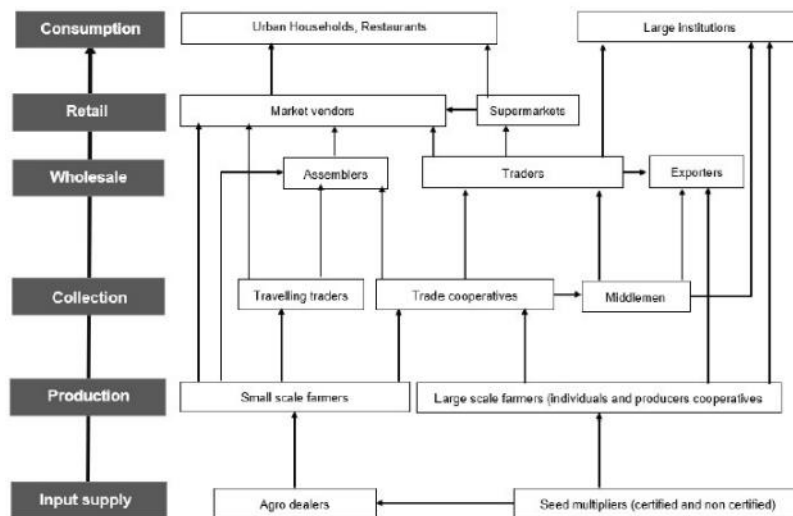 Consumption
Urban Households, Restaurants
Large institutions
Retail
Market vendors
Supermarkets
Wholesale
Assemblers
Traders
Exporters
Collection
Travelling traders
Trade cooperatives
Middlemen
Production
Small scale farmers
Large scale farmers (individuals and producers cooperatives
Input supply
Agro dealers
Seed multipliers (certified and non certified)